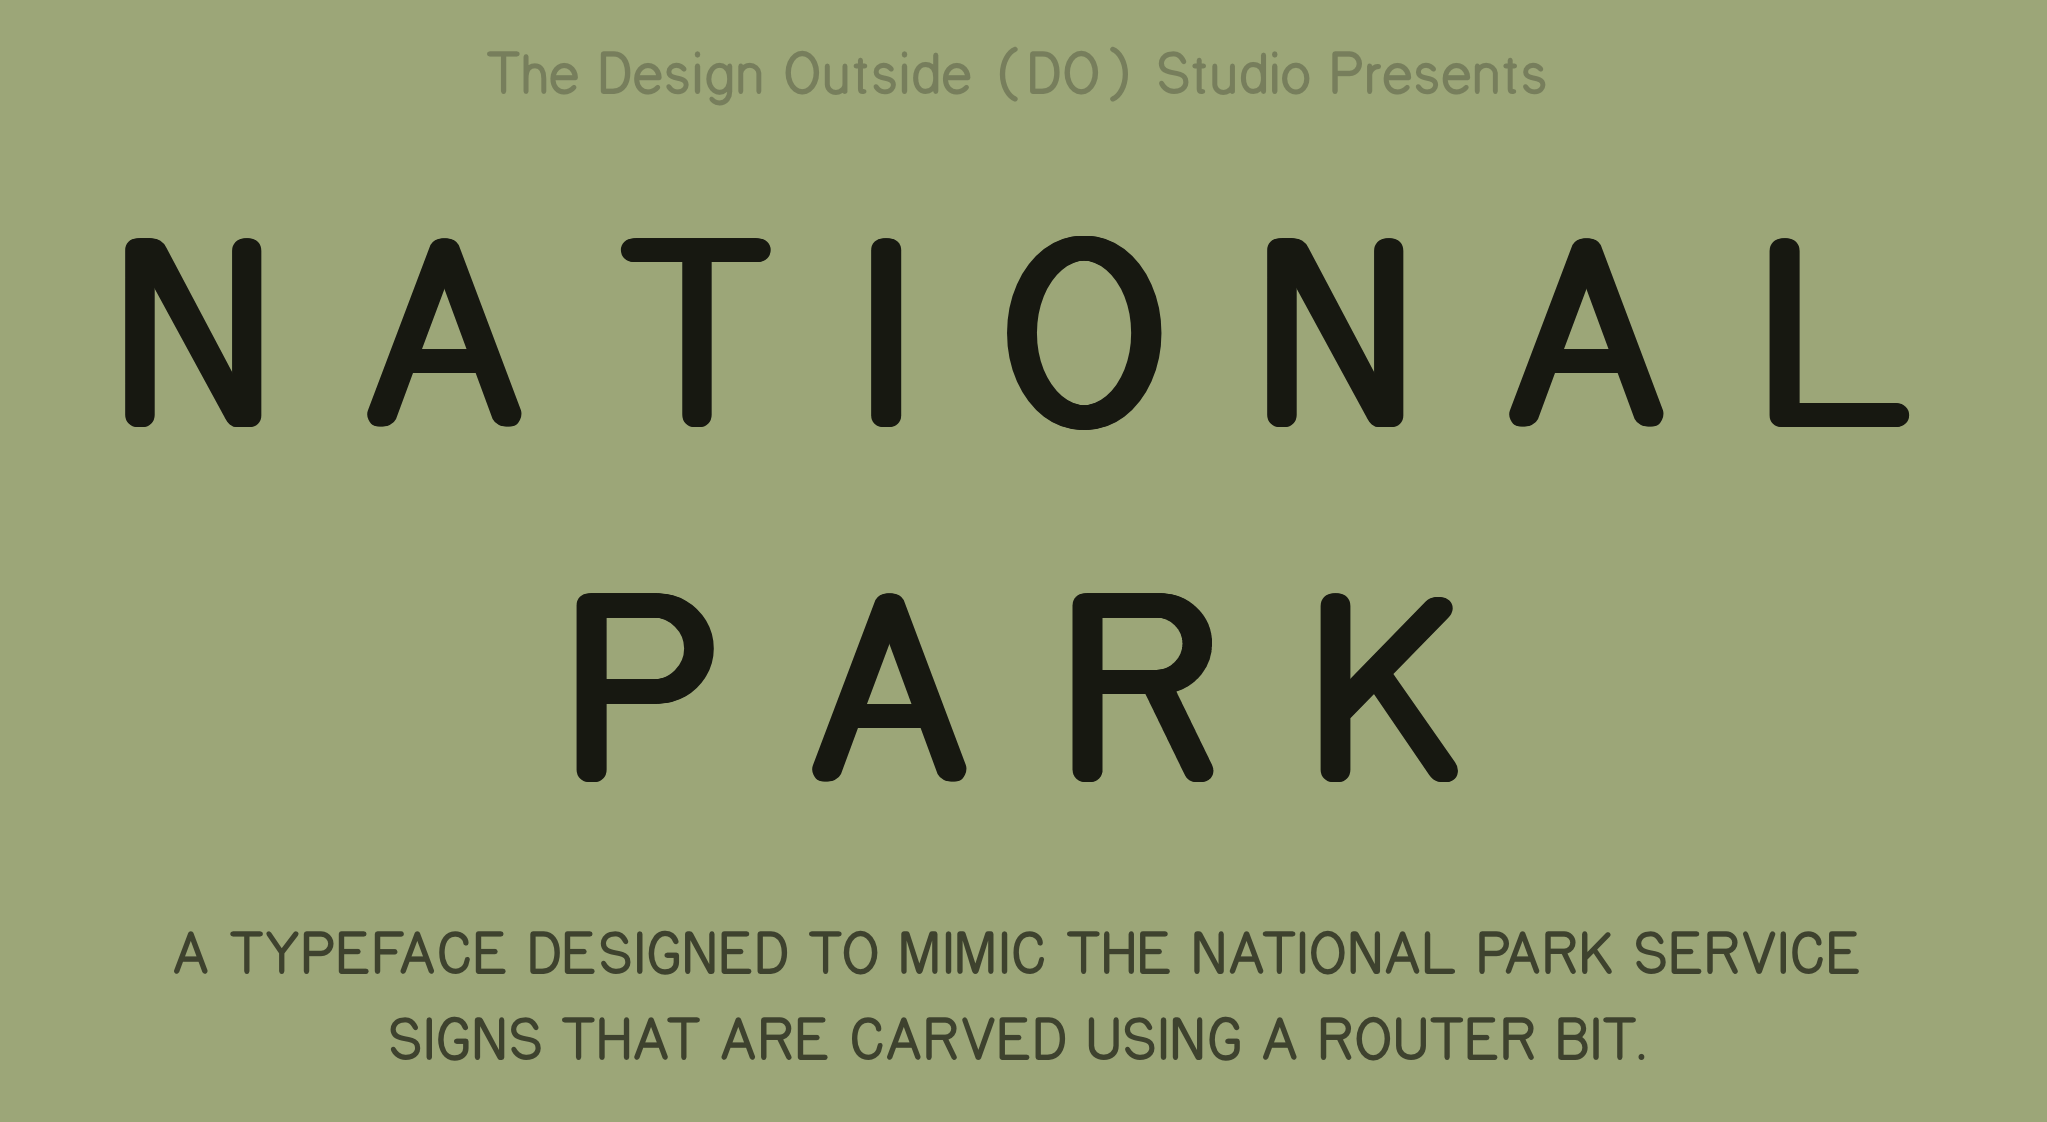 The Design Outside (DO) Studio Presents
NATIONAL
PARK
A TYPEFACE DESIGNED TO MIMIC THE NATIONAL PARK SERVICE
SIGNS THAT ARE CARVED USING A ROUTER BIT.